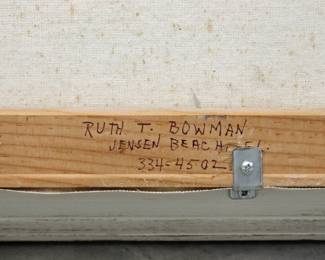 RUTH T. BOWMAN
JENSEN BEACH, FL.
334-4502